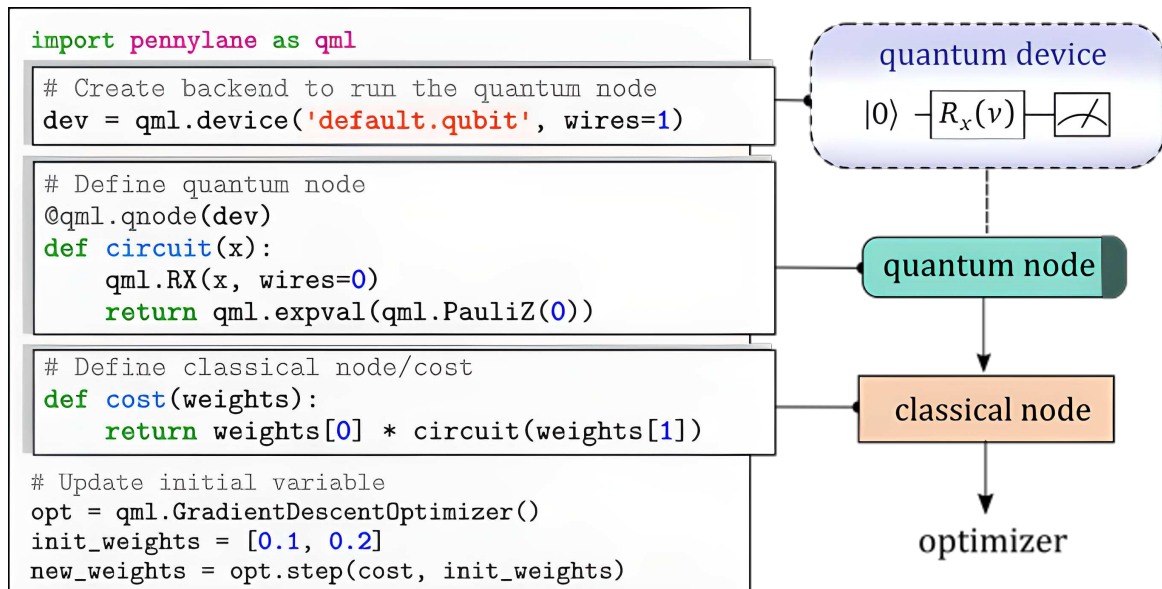 import pennylane as qml
# Create backend to run the quantum node
dev = qml.device('default.qubit', wires=1)
# Define quantum node
@qml.qnode(dev)
def circuit(x):
    qml.RX(x, wires=0)
    return qml.expval(qml.PauliZ(0))
# Define classical node/cost
def cost(weights):
    return weights[0] * circuit(weights[1])
# Update initial variable
opt = qml.GradientDescentOptimizer()
init_weights = [0.1, 0.2]
new_weights = opt.step(cost, init_weights)
quantum device
|0⟩ Rₓ(v)
quantum node
classical node
optimizer